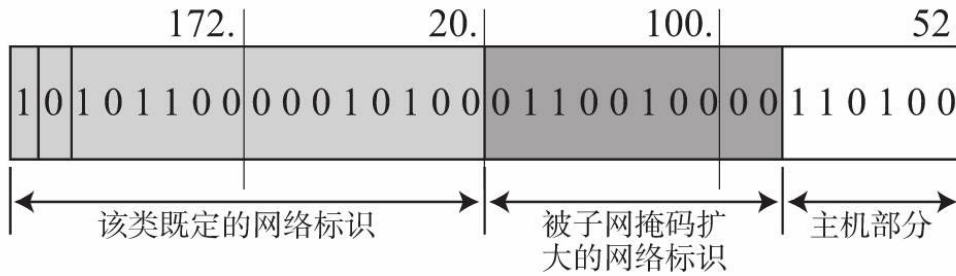 172. 20. 100. 52
1 0 1 0 1 1 0 0 0 0 0 1 0 1 0 0 0 1 1 0 0 1 0 0 0 0 1 1 0 1 0 0
该类既定的网络标识 被子网掩码扩 主机部分
大的网络标识